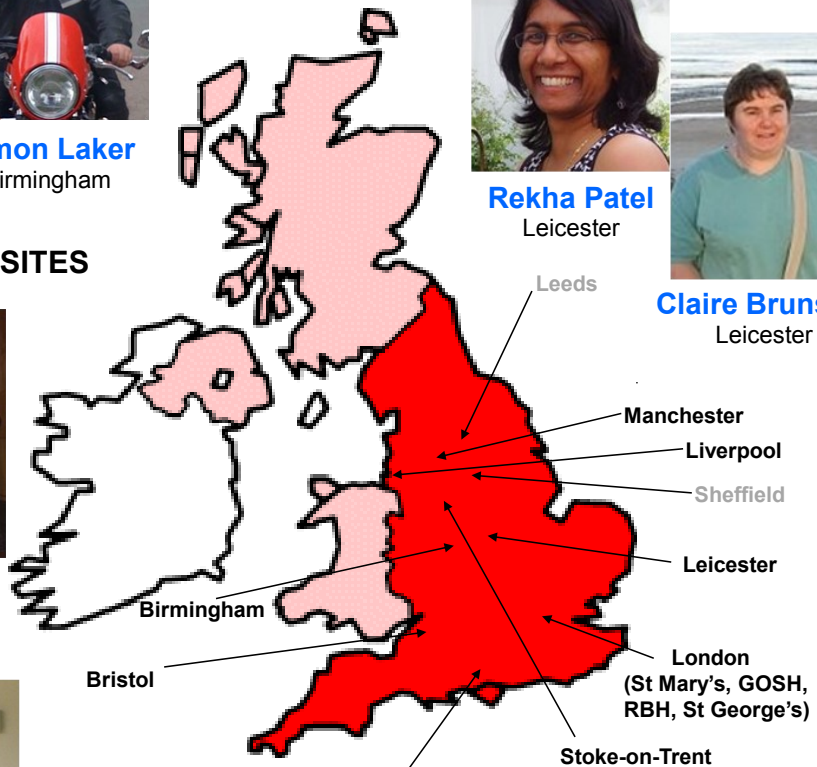 mon Laker
irmingham
Rekha Patel
Leicester
SITES
Leeds
Claire Bruns
Leicester
Manchester
Liverpool
Sheffield
Leicester
Birmingham
Bristol
London
(St Mary's, GOSH,
RBH, St George's)
Stoke-on-Trent